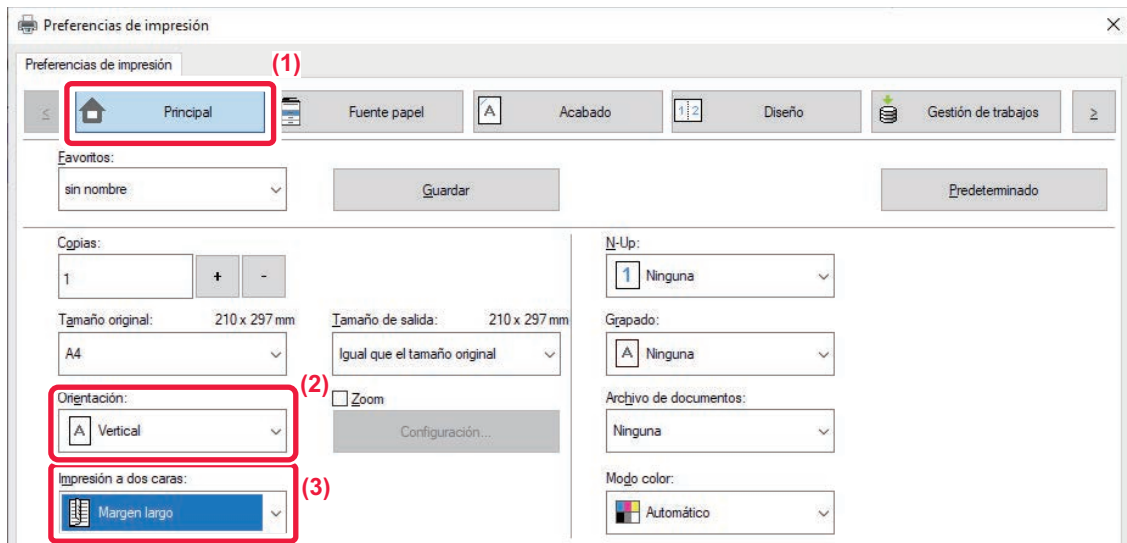 Preferencias de impresión
Preferencias de impresión
(1)
≤ Principal Fuente papel A Acabado 1 2 Diseño Gestión de trabajos ≥
Favoritos:
sin nombre Guardar Predeterminado
Copias: N-Up:
1 + - 1 Ninguna
Tamaño original: 210 x 297 mm Tamaño de salida: 210 x 297 mm Grapado:
A4 Igual que el tamaño original A Ninguna
(2)
Orientación: Zoom Archivo de documentos:
A Vertical Configuración... Ninguna
Impresión a dos caras: (3) Modo color:
Margen largo Automático